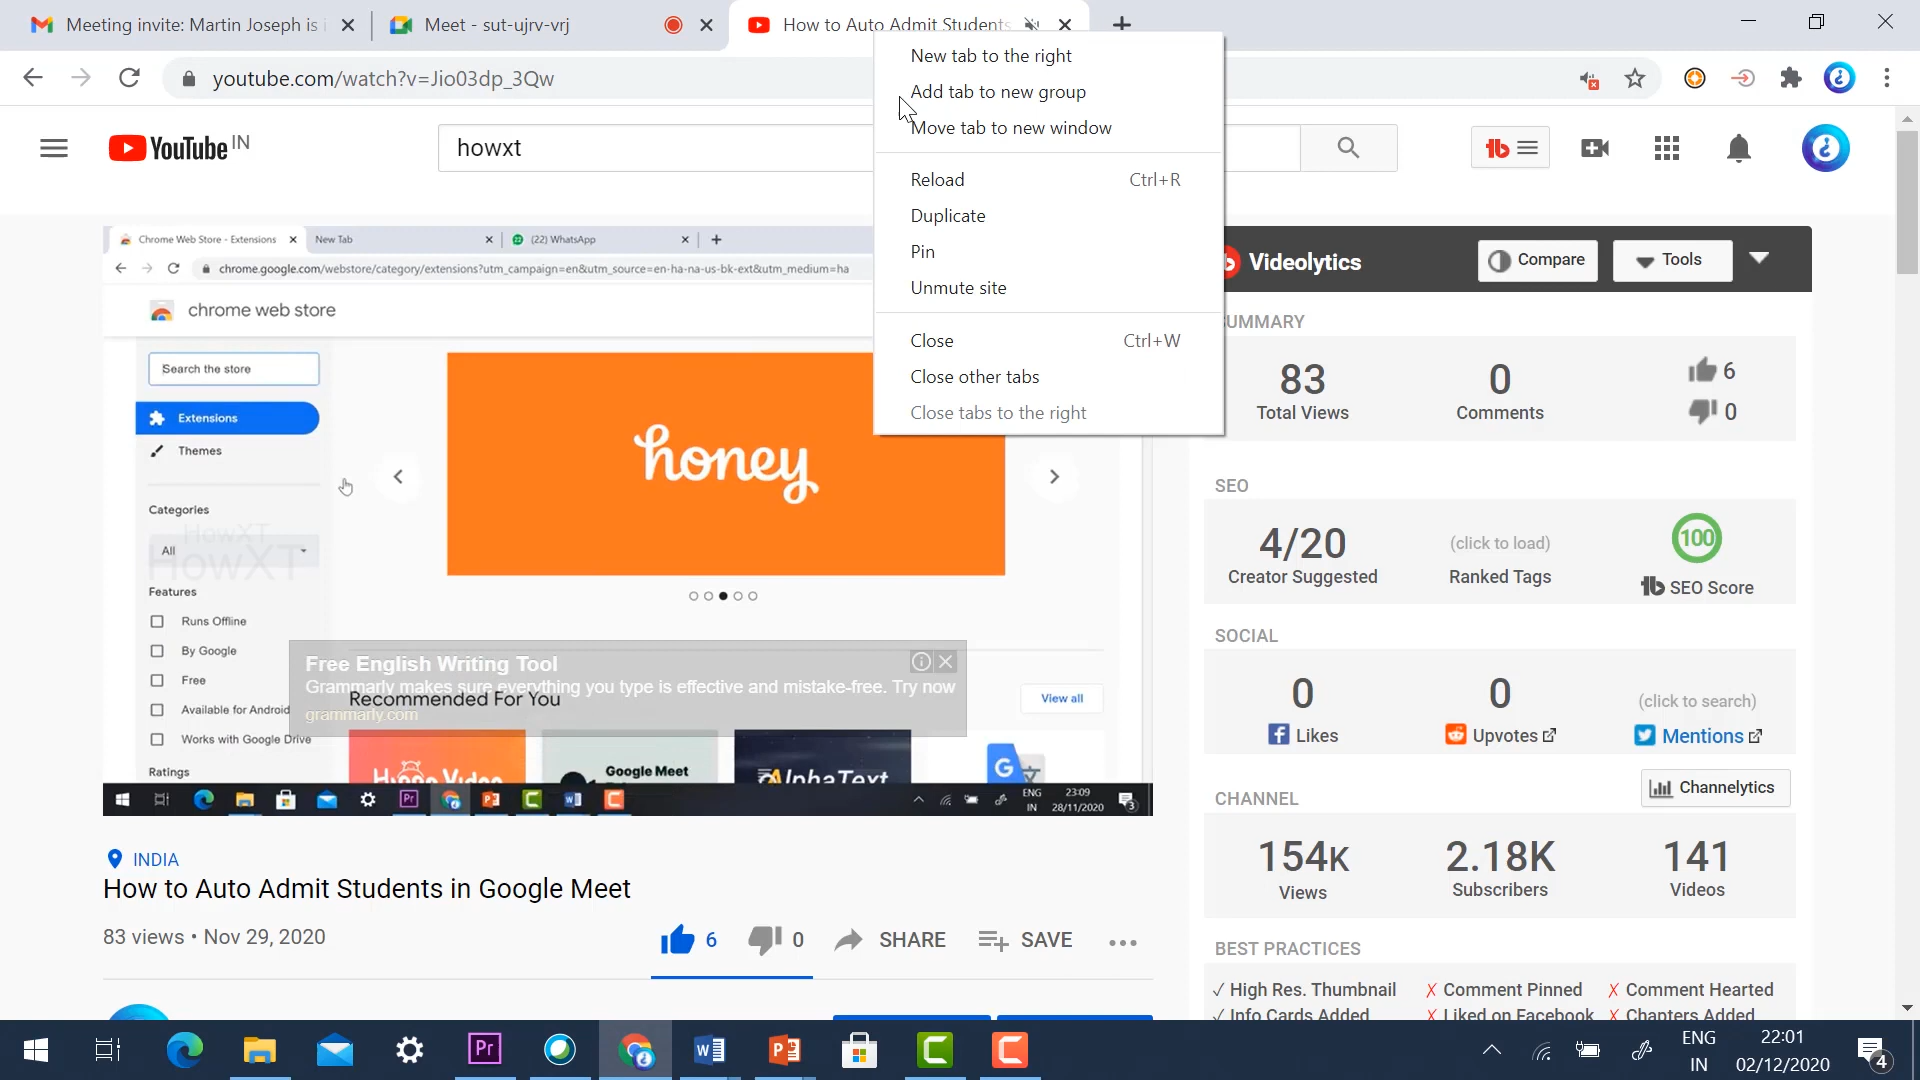 Meeting invite: Martin Joseph is i
Meet - sut-ujrv-vrj
How to Auto Admit Students
youtube.com/watch?v=Jio03dp_3Qw
New tab to the right
Add tab to new group
Move tab to new window
Reload Ctrl+R
Duplicate
Pin
Unmute site
Close Ctrl+W
Close other tabs
Close tabs to the right
YouTube IN
howxt
Chrome Web Store - Extensions
New Tab
(22) WhatsApp
chrome.google.com/webstore/category/extensions?utm_campaign=en&utm_source=en-ha-na-us-bk-ext&utm_medium=ha
chrome web store
Search the store
Extensions
Themes
honey
Categories
HowXT
HowXT
All
Features
Runs Offline
By Google
Free
Available for Android
Works with Google Drive
Ratings
Free English Writing Tool
Grammarly makes sure everything you type is effective and mistake-free. Try now
grammarly.com
Recommended For You
View all
Google Meet
AlphaText
Pr
ENG
IN
23:09
28/11/2020
3
INDIA
How to Auto Admit Students in Google Meet
83 views • Nov 29, 2020
6
0
SHARE
SAVE
Videolytics
Compare
Tools
UMMARY
83
Total Views
0
Comments
6
0
SEO
4/20
Creator Suggested
(click to load)
Ranked Tags
100
SEO Score
SOCIAL
0
Likes
0
Upvotes
(click to search)
Mentions
CHANNEL
Channelytics
154K
Views
2.18K
Subscribers
141
Videos
BEST PRACTICES
✓ High Res. Thumbnail
✗ Comment Pinned
✗ Comment Hearted
✓ Info Cards Added
✗ Liked on Facebook
✗ Chapters Added
Pr
ENG
IN
22:01
02/12/2020
4